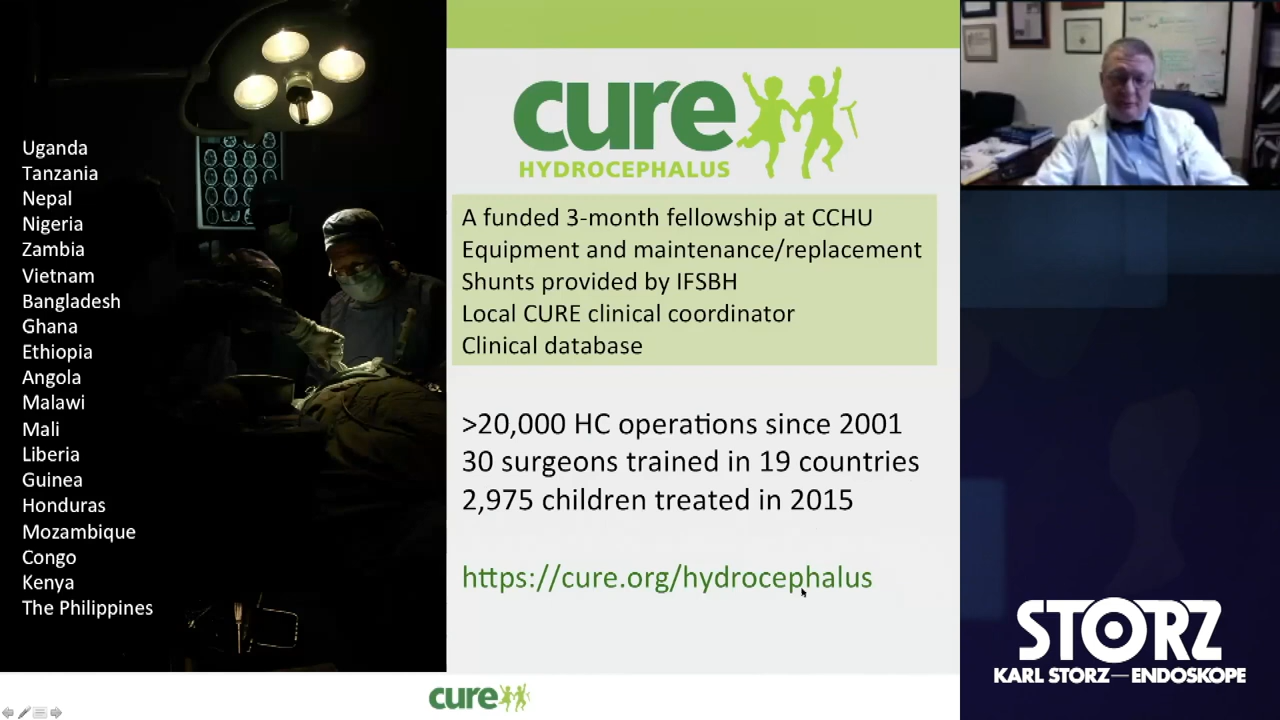 Uganda
Tanzania
Nepal
Nigeria
Zambia
Vietnam
Bangladesh
Ghana
Ethiopia
Angola
Malawi
Mali
Liberia
Guinea
Honduras
Mozambique
Congo
Kenya
The Philippines
cure
HYDROCEPHALUS
A funded 3-month fellowship at CCHU
Equipment and maintenance/replacement
Shunts provided by IFSBH
Local CURE clinical coordinator
Clinical database
>20,000 HC operations since 2001
30 surgeons trained in 19 countries
2,975 children treated in 2015
https://cure.org/hydrocephalus
cure
STORZ
KARL STORZ—ENDOSKOPE